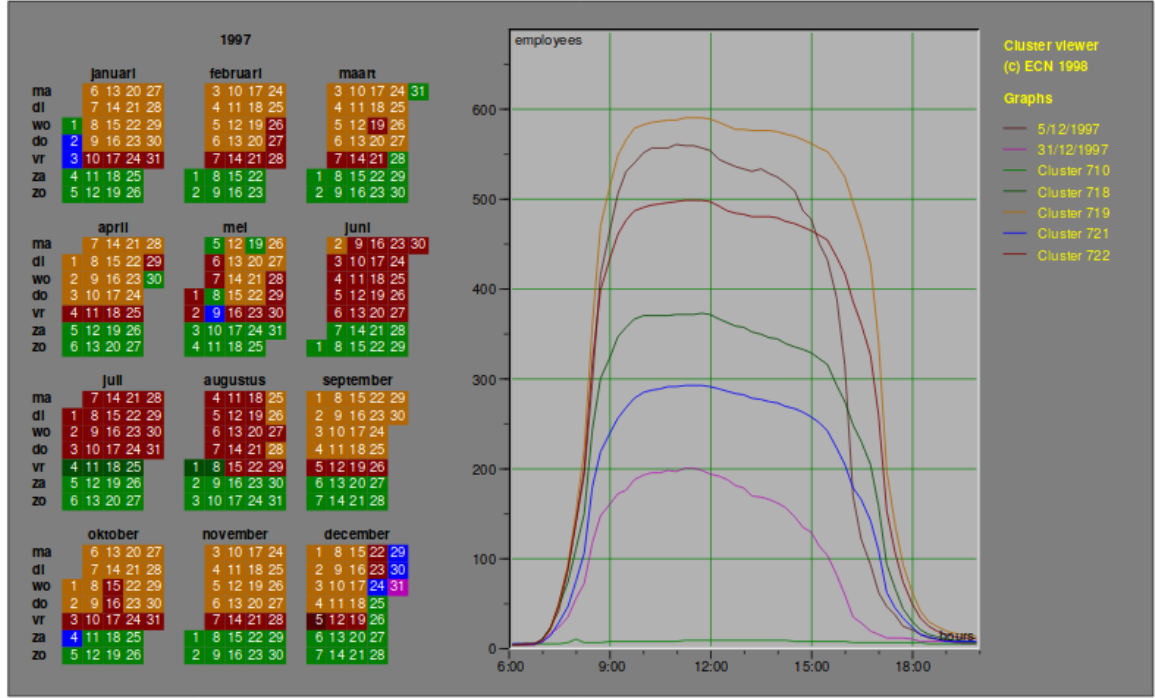 1997
januari februari maart
ma 6 13 20 27 3 10 17 24 3 10 17 24 31
di 7 14 21 28 4 11 18 25 4 11 18 25
wo 1 8 15 22 29 5 12 19 26 5 12 19 26
do 2 9 16 23 30 6 13 20 27 6 13 20 27
vr 3 10 17 24 31 7 14 21 28 7 14 21 28
za 4 11 18 25 1 8 15 22 1 8 15 22 29
zo 5 12 19 26 2 9 16 23 2 9 16 23 30
april mei juni
ma 7 14 21 28 5 12 19 26 2 9 16 23 30
di 1 8 15 22 29 6 13 20 27 3 10 17 24
wo 2 9 16 23 30 7 14 21 28 4 11 18 25
do 3 10 17 24 1 8 15 22 29 5 12 19 26
vr 4 11 18 25 2 9 16 23 30 6 13 20 27
za 5 12 19 26 3 10 17 24 31 7 14 21 28
zo 6 13 20 27 4 11 18 25 1 8 15 22 29
juli augustus september
ma 7 14 21 28 4 11 18 25 1 8 15 22 29
di 1 8 15 22 29 5 12 19 26 2 9 16 23 30
wo 2 9 16 23 30 6 13 20 27 3 10 17 24
do 3 10 17 24 31 7 14 21 28 4 11 18 25
vr 4 11 18 25 1 8 15 22 29 5 12 19 26
za 5 12 19 26 2 9 16 23 30 6 13 20 27
zo 6 13 20 27 3 10 17 24 31 7 14 21 28
oktober november december
ma 6 13 20 27 3 10 17 24 1 8 15 22 29
di 7 14 21 28 4 11 18 25 2 9 16 23 30
wo 1 8 15 22 29 5 12 19 26 3 10 17 24 31
do 2 9 16 23 30 6 13 20 27 4 11 18 25
vr 3 10 17 24 31 7 14 21 28 5 12 19 26
za 4 11 18 25 1 8 15 22 29 6 13 20 27
zo 5 12 19 26 2 9 16 23 30 7 14 21 28
employees
600
500
400
300
200
100
0
6:00 9:00 12:00 15:00 18:00
hours
Cluster viewer
(c) ECN 1998
Graphs
5/12/1997
31/12/1997
Cluster 710
Cluster 718
Cluster 719
Cluster 721
Cluster 722